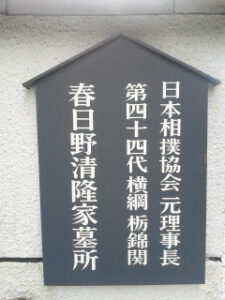 日本相撲協会 元理事長
第四十四代横綱 栃錦関
春日野清隆家墓所